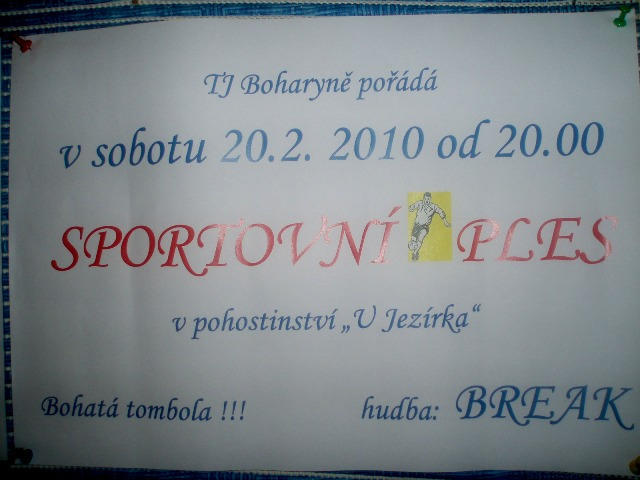 TJ Boharyně pořádá
v sobotu 20.2. 2010 od 20.00
SPORTOVNÍ PLES
v pohostinství „U Jezírka“
Bohatá tombola !!! hudba: BREAK